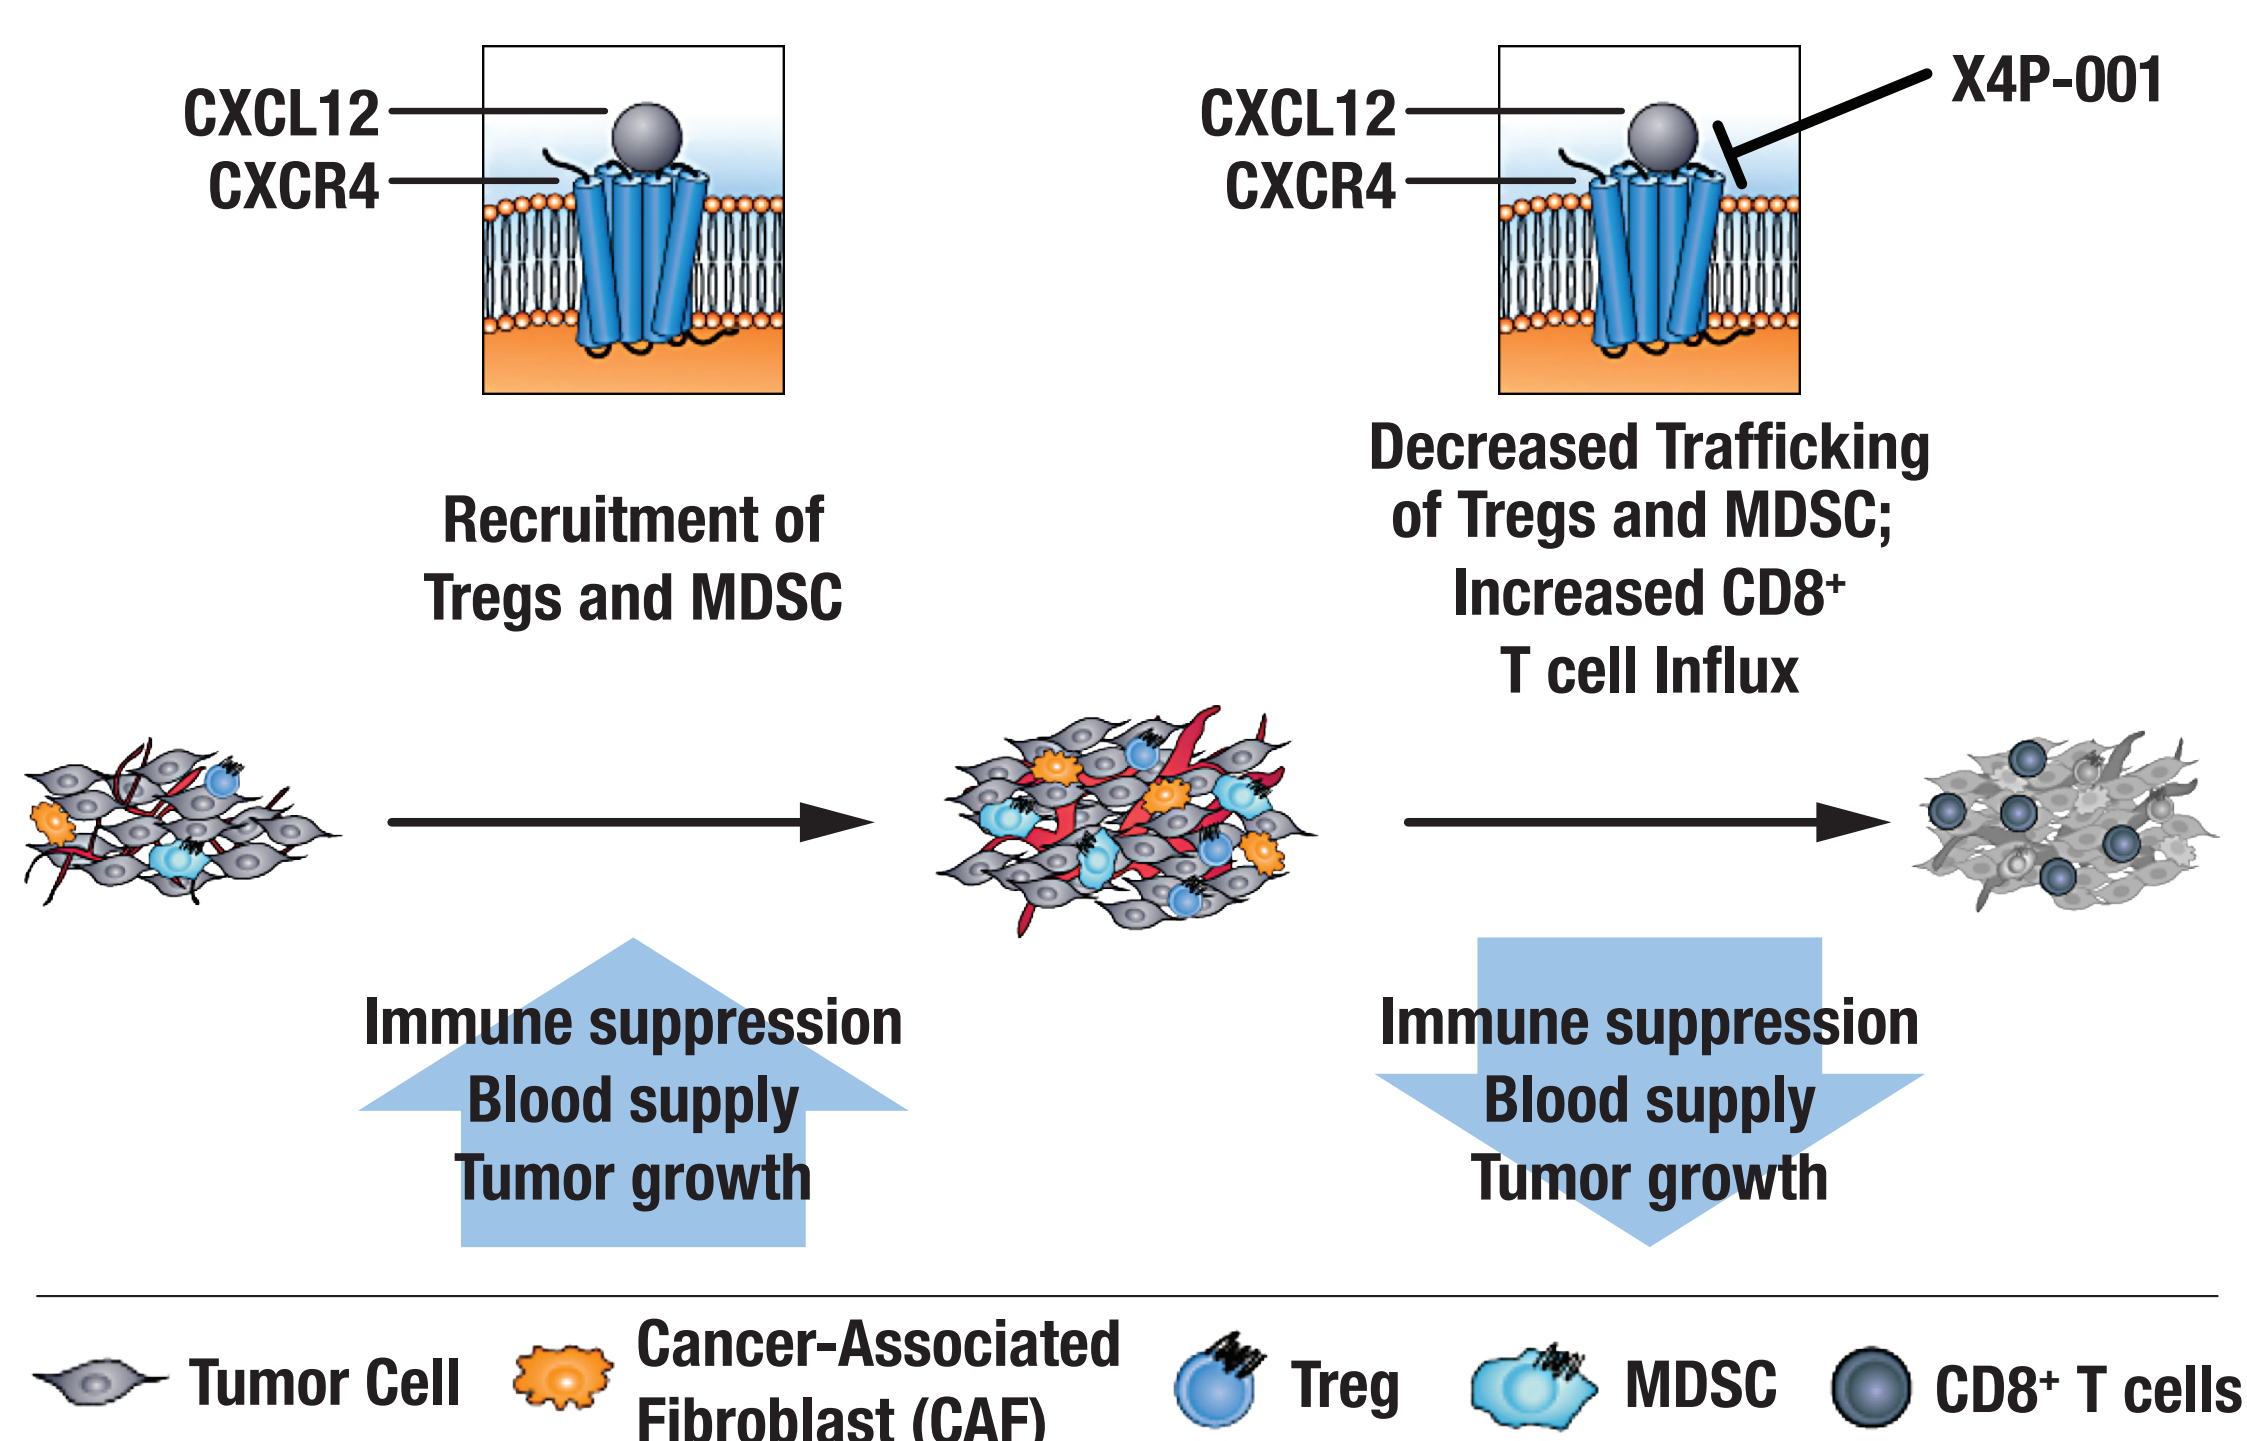 CXCL12
CXCR4
CXCL12
CXCR4
X4P-001
Recruitment of
Tregs and MDSC
Decreased Trafficking
of Tregs and MDSC;
Increased CD8⁺
T cell Influx
Immune suppression
Blood supply
Tumor growth
Immune suppression
Blood supply
Tumor growth
Tumor Cell
Cancer-Associated
Fibroblast (CAF)
Treg
MDSC
CD8⁺ T cells